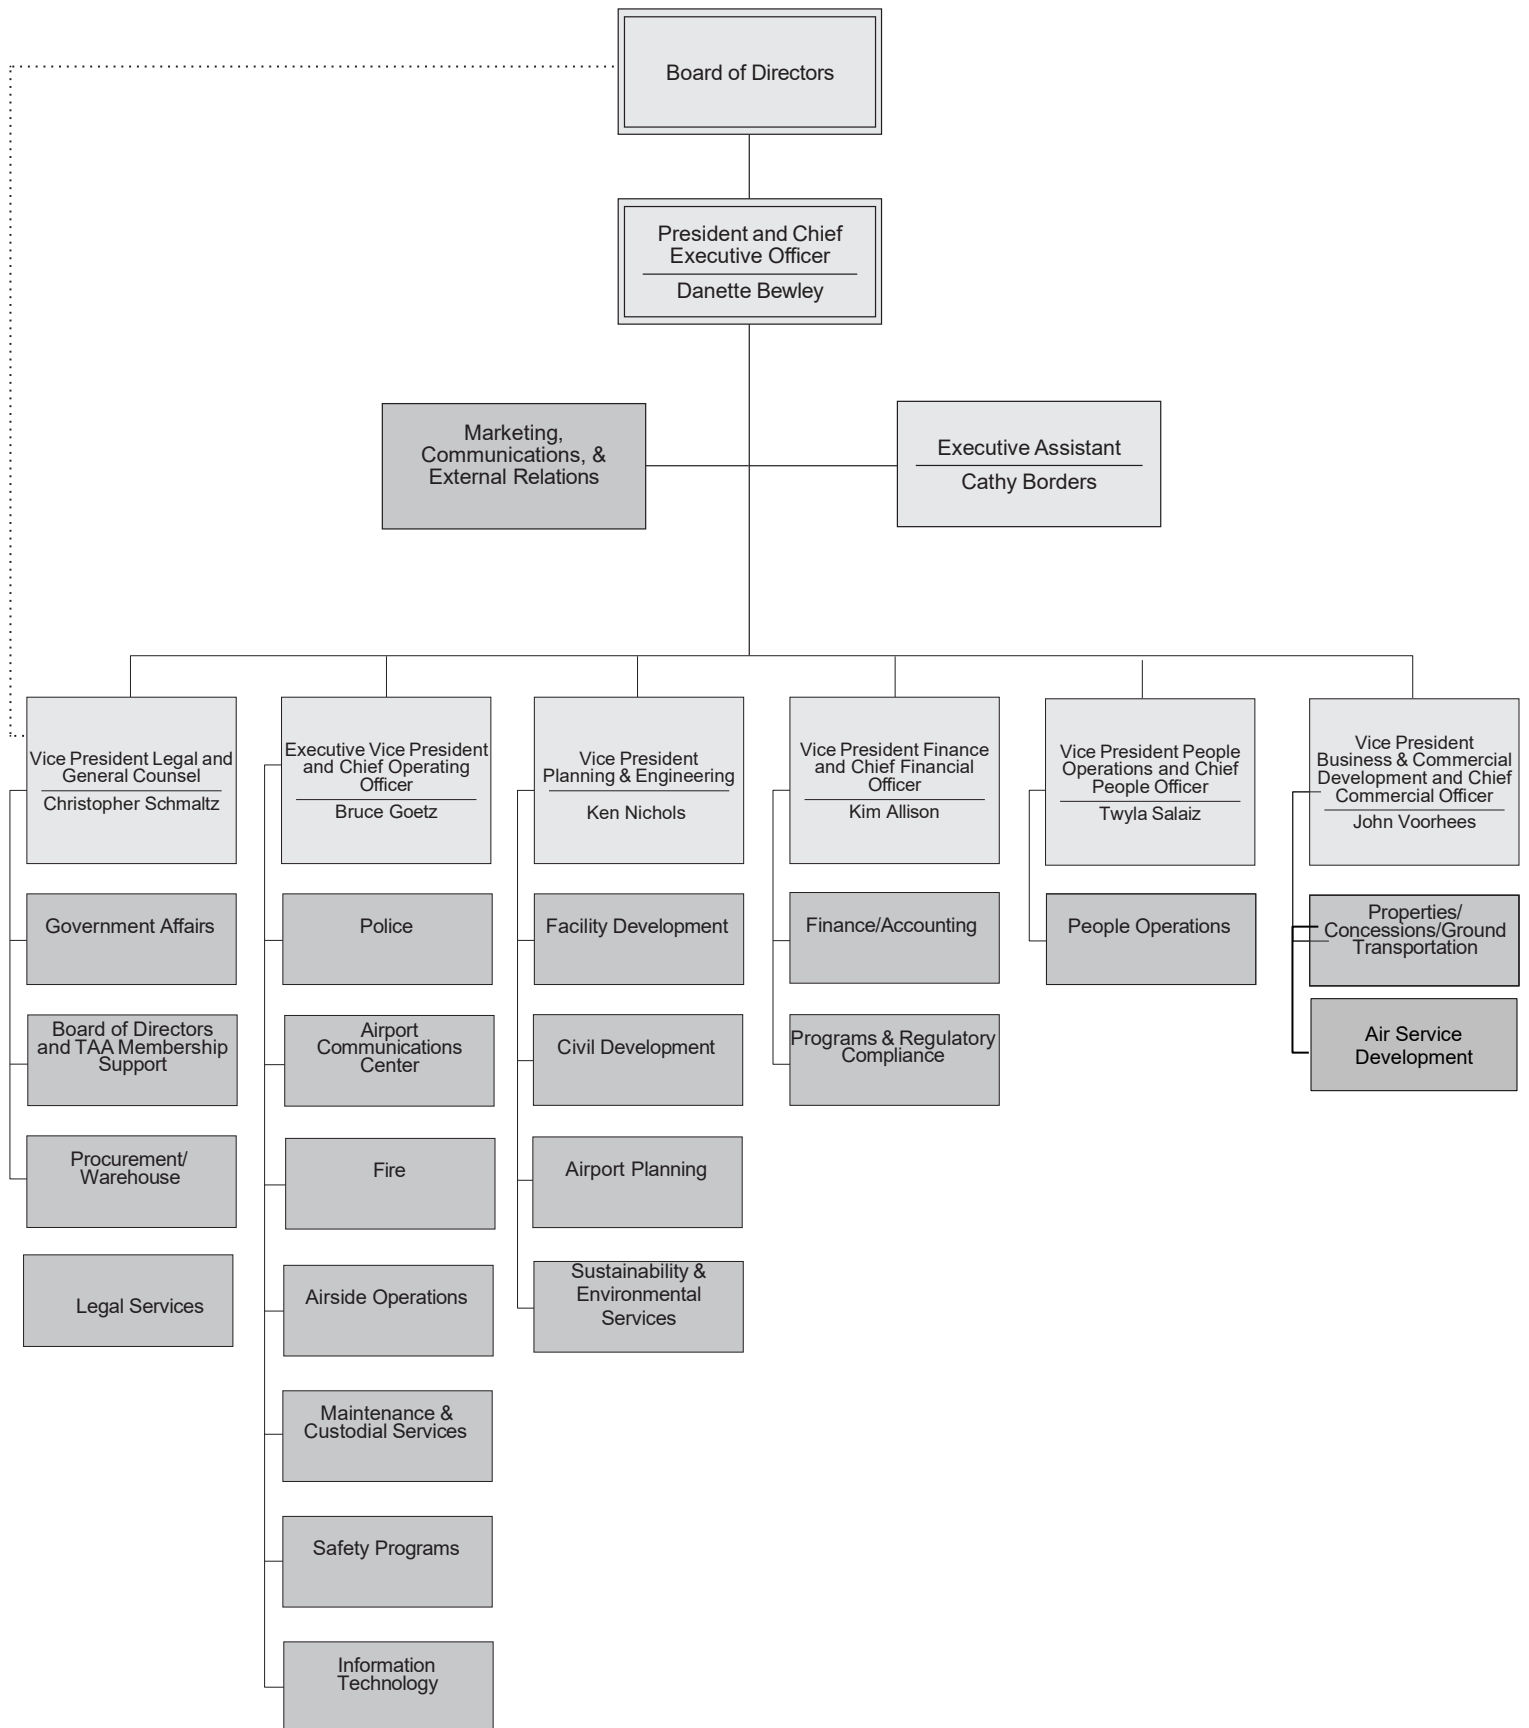 Board of Directors
President and Chief
Executive Officer
Danette Bewley
Marketing,
Communications, &
External Relations
Executive Assistant
Cathy Borders
Vice President Legal and
General Counsel
Christopher Schmaltz
Government Affairs
Board of Directors
and TAA Membership
Support
Procurement/
Warehouse
Legal Services
Executive Vice President
and Chief Operating
Officer
Bruce Goetz
Police
Airport
Communications
Center
Fire
Airside Operations
Maintenance &
Custodial Services
Safety Programs
Information
Technology
Vice President
Planning & Engineering
Ken Nichols
Facility Development
Civil Development
Airport Planning
Sustainability &
Environmental
Services
Vice President Finance
and Chief Financial
Officer
Kim Allison
Finance/Accounting
Programs & Regulatory
Compliance
Vice President People
Operations and Chief
People Officer
Twyla Salaiz
People Operations
Vice President
Business & Commercial
Development and Chief
Commercial Officer
John Voorhees
Properties/
Concessions/Ground
Transportation
Air Service
Development